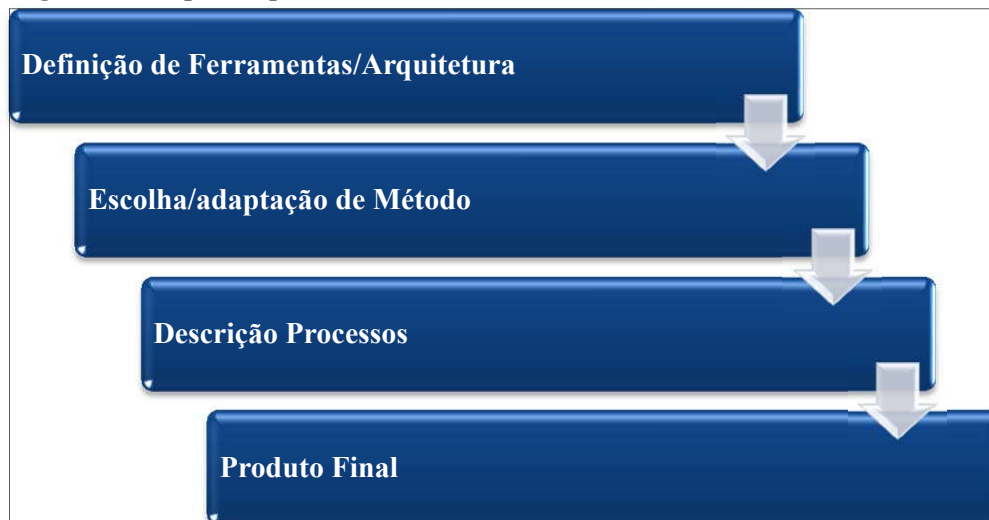 Definição de Ferramentas/Arquitetura
Escolha/adaptação de Método
Descrição Processos
Produto Final